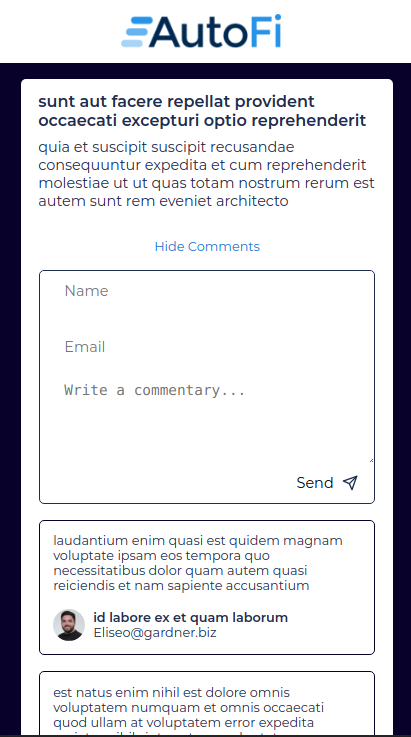 AutoFi
sunt aut facere repellat provident
occaecati excepturi optio reprehenderit
quia et suscipit suscipit recusandae
consequuntur expedita et cum reprehenderit
molestiae ut ut quas totam nostrum rerum est
autem sunt rem eveniet architecto
Hide Comments
Name
Email
Write a commentary...
Send
laudantium enim quasi est quidem magnam
voluptate ipsam eos tempora quo
necessitatibus dolor quam autem quasi
reiciendis et nam sapiente accusantium
id labore ex et quam laborum
Eliseo@gardner.biz
est natus enim nihil est dolore omnis
voluptatem numquam et omnis occaecati
quod ullam at voluptatem error expedita